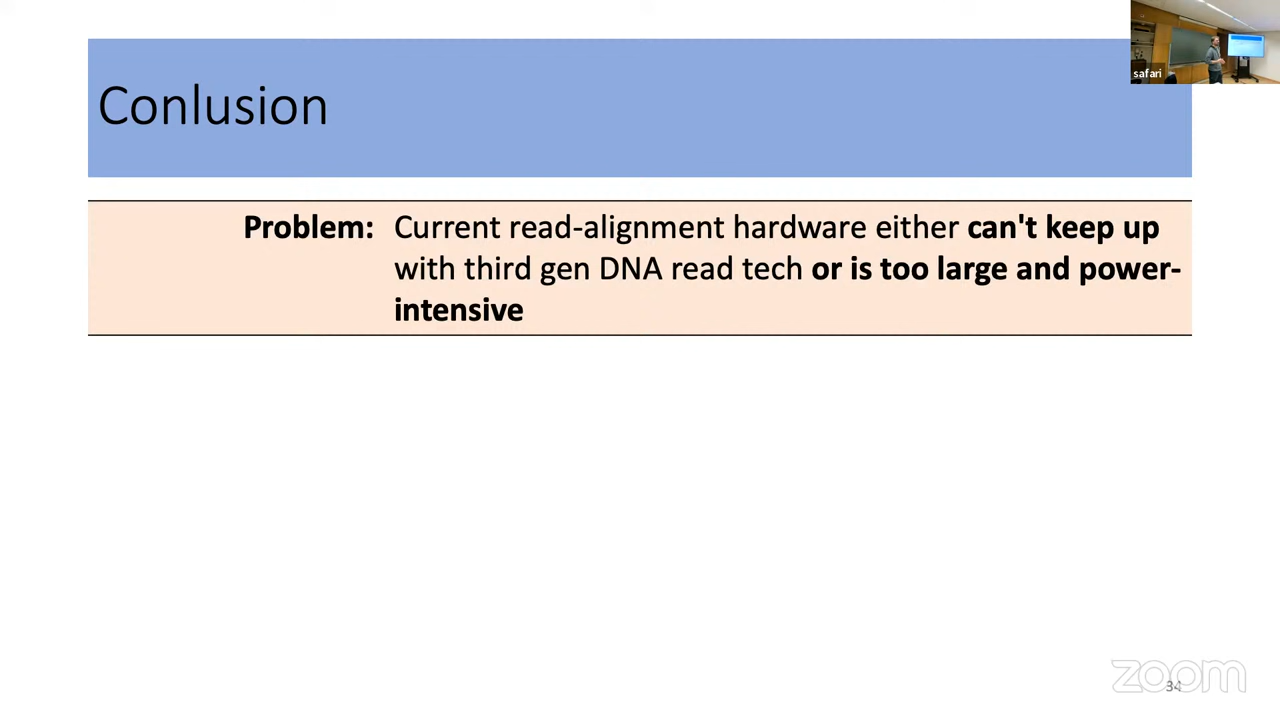 safari
Conlusion
Problem: Current read-alignment hardware either can't keep up
with third gen DNA read tech or is too large and power-
intensive
34
zoom